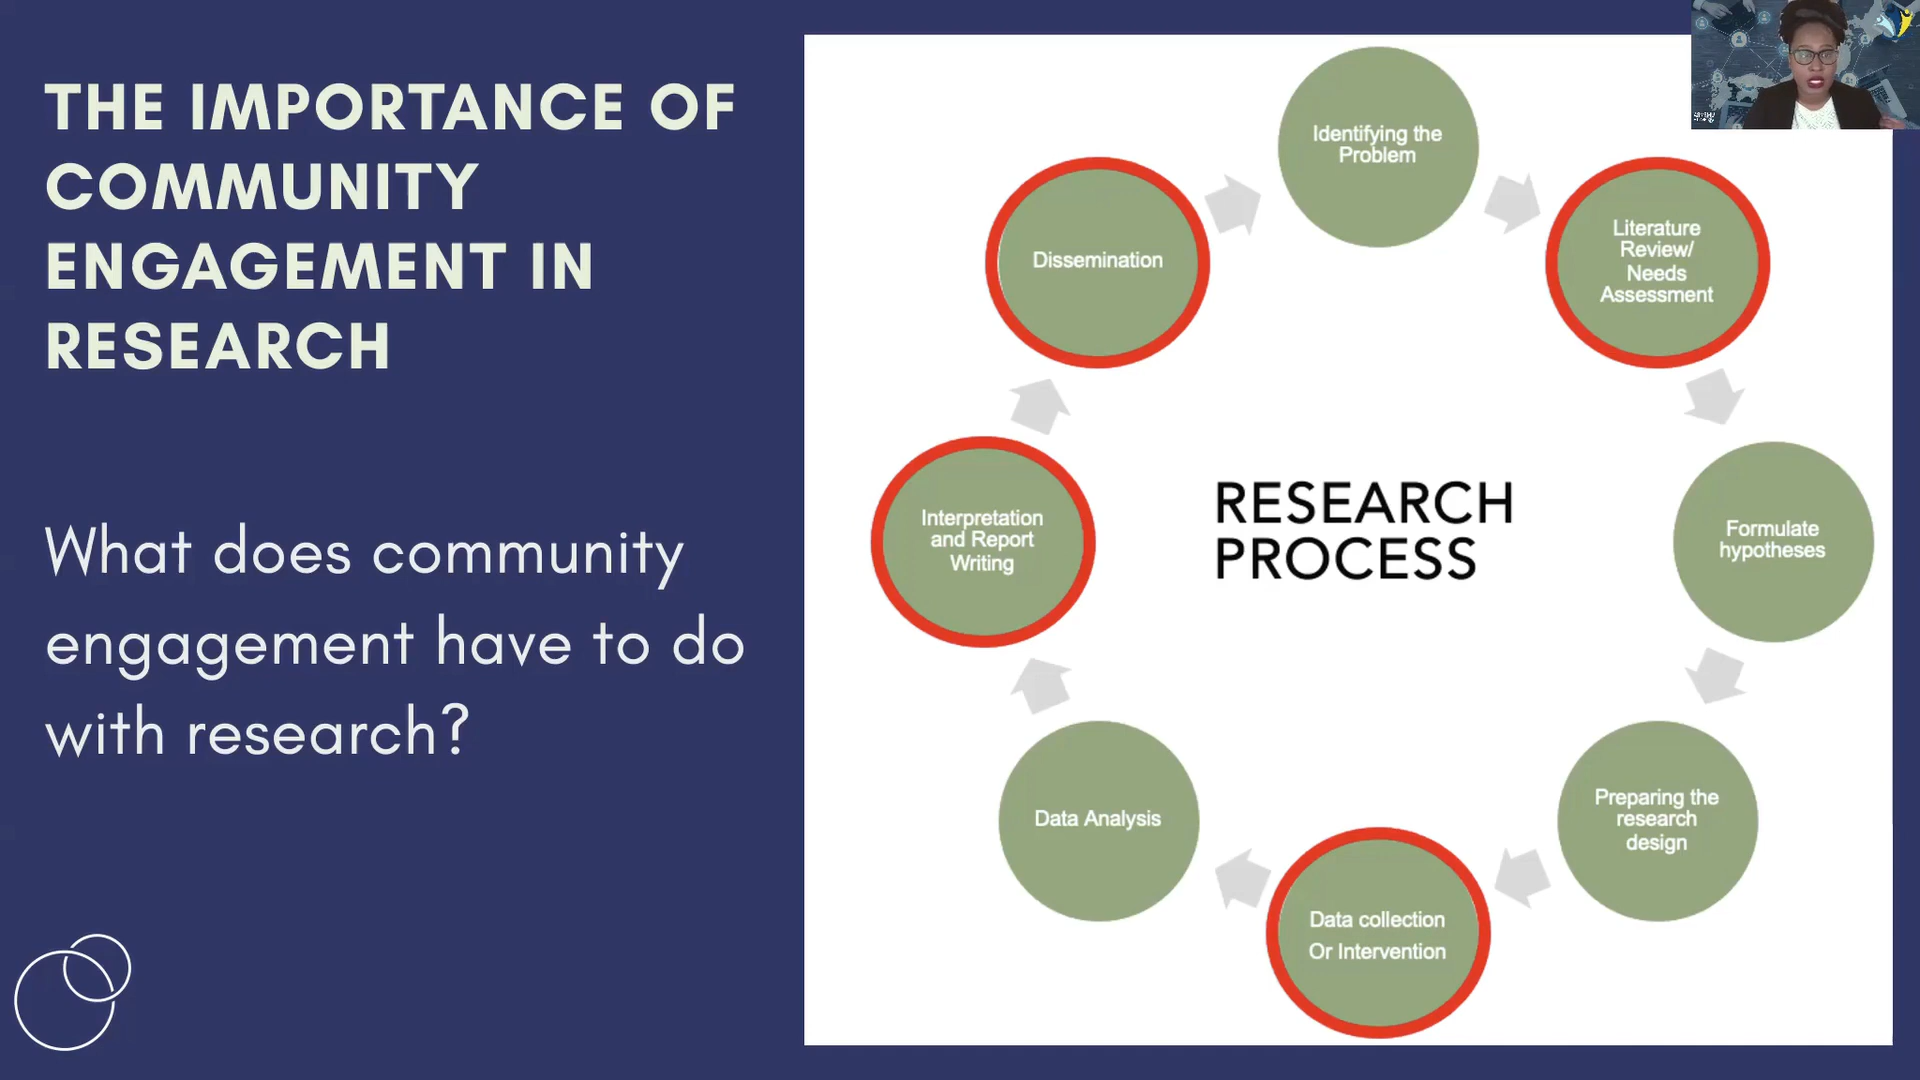 THE IMPORTANCE OF
COMMUNITY
ENGAGEMENT IN
RESEARCH
What does community
engagement have to do
with research?
Identifying the
Problem
Literature
Review/
Needs
Assessment
Formulate
hypotheses
Preparing the
research
design
Data collection
Or Intervention
Data Analysis
Interpretation
and Report
Writing
Dissemination
RESEARCH
PROCESS